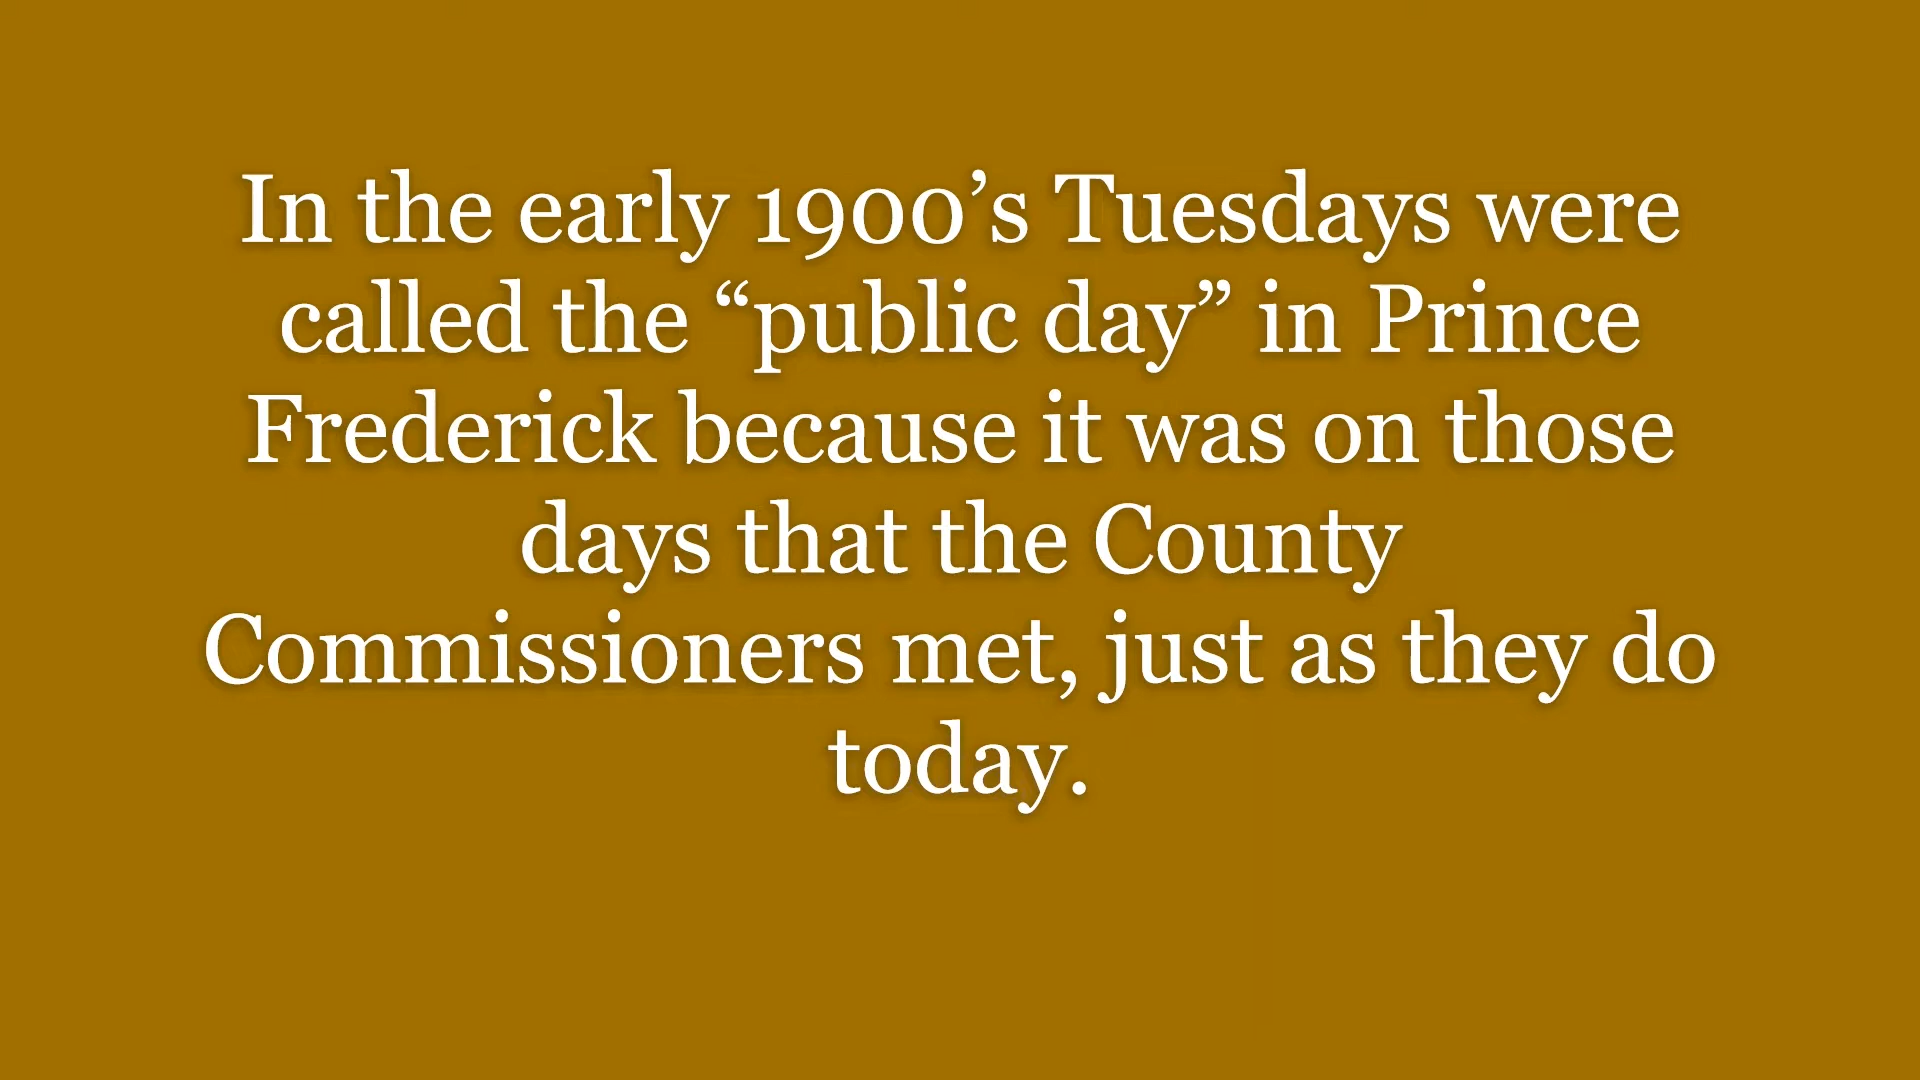 In the early 1900’s Tuesdays were
called the “public day” in Prince
Frederick because it was on those
days that the County
Commissioners met, just as they do
today.